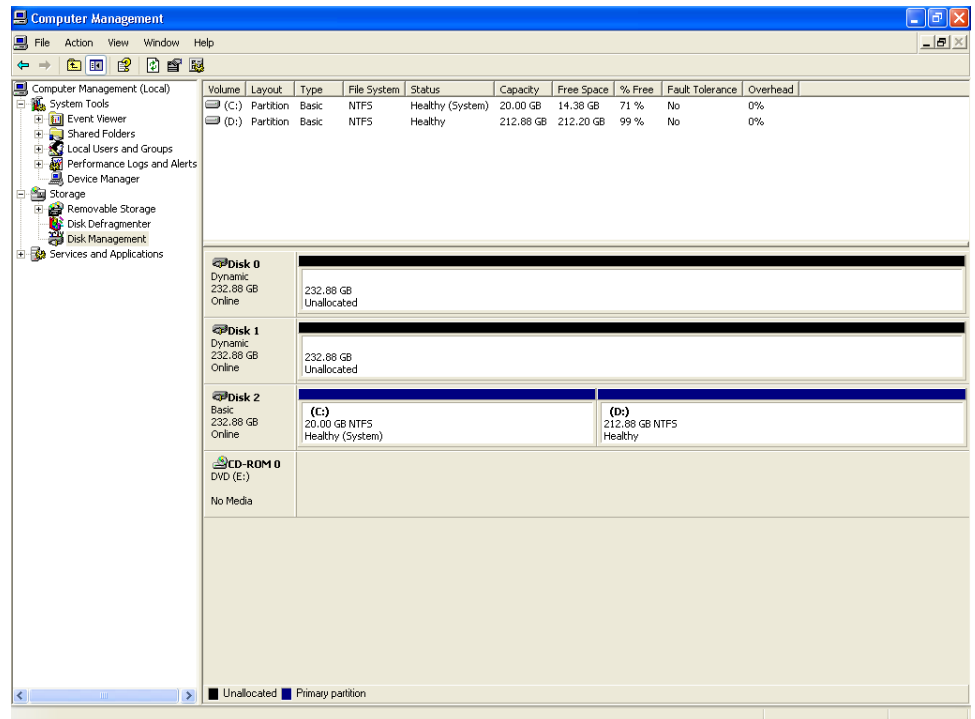 Computer Management
File Action View Window Help
Computer Management (Local)
System Tools
Event Viewer
Shared Folders
Local Users and Groups
Performance Logs and Alerts
Device Manager
Storage
Removable Storage
Disk Defragmenter
Disk Management
Services and Applications
Volume Layout Type File System Status Capacity Free Space % Free Fault Tolerance Overhead
(C:) Partition Basic NTFS Healthy (System) 20.00 GB 14.38 GB 71 % No 0%
(D:) Partition Basic NTFS Healthy 212.88 GB 212.20 GB 99 % No 0%
Disk 0
Dynamic
232.88 GB
Online
232.88 GB
Unallocated
Disk 1
Dynamic
232.88 GB
Online
232.88 GB
Unallocated
Disk 2
Basic
232.88 GB
Online
(C:)
20.00 GB NTFS
Healthy (System)
(D:)
212.88 GB NTFS
Healthy
CD-ROM 0
DVD (E:)
No Media
Unallocated Primary partition